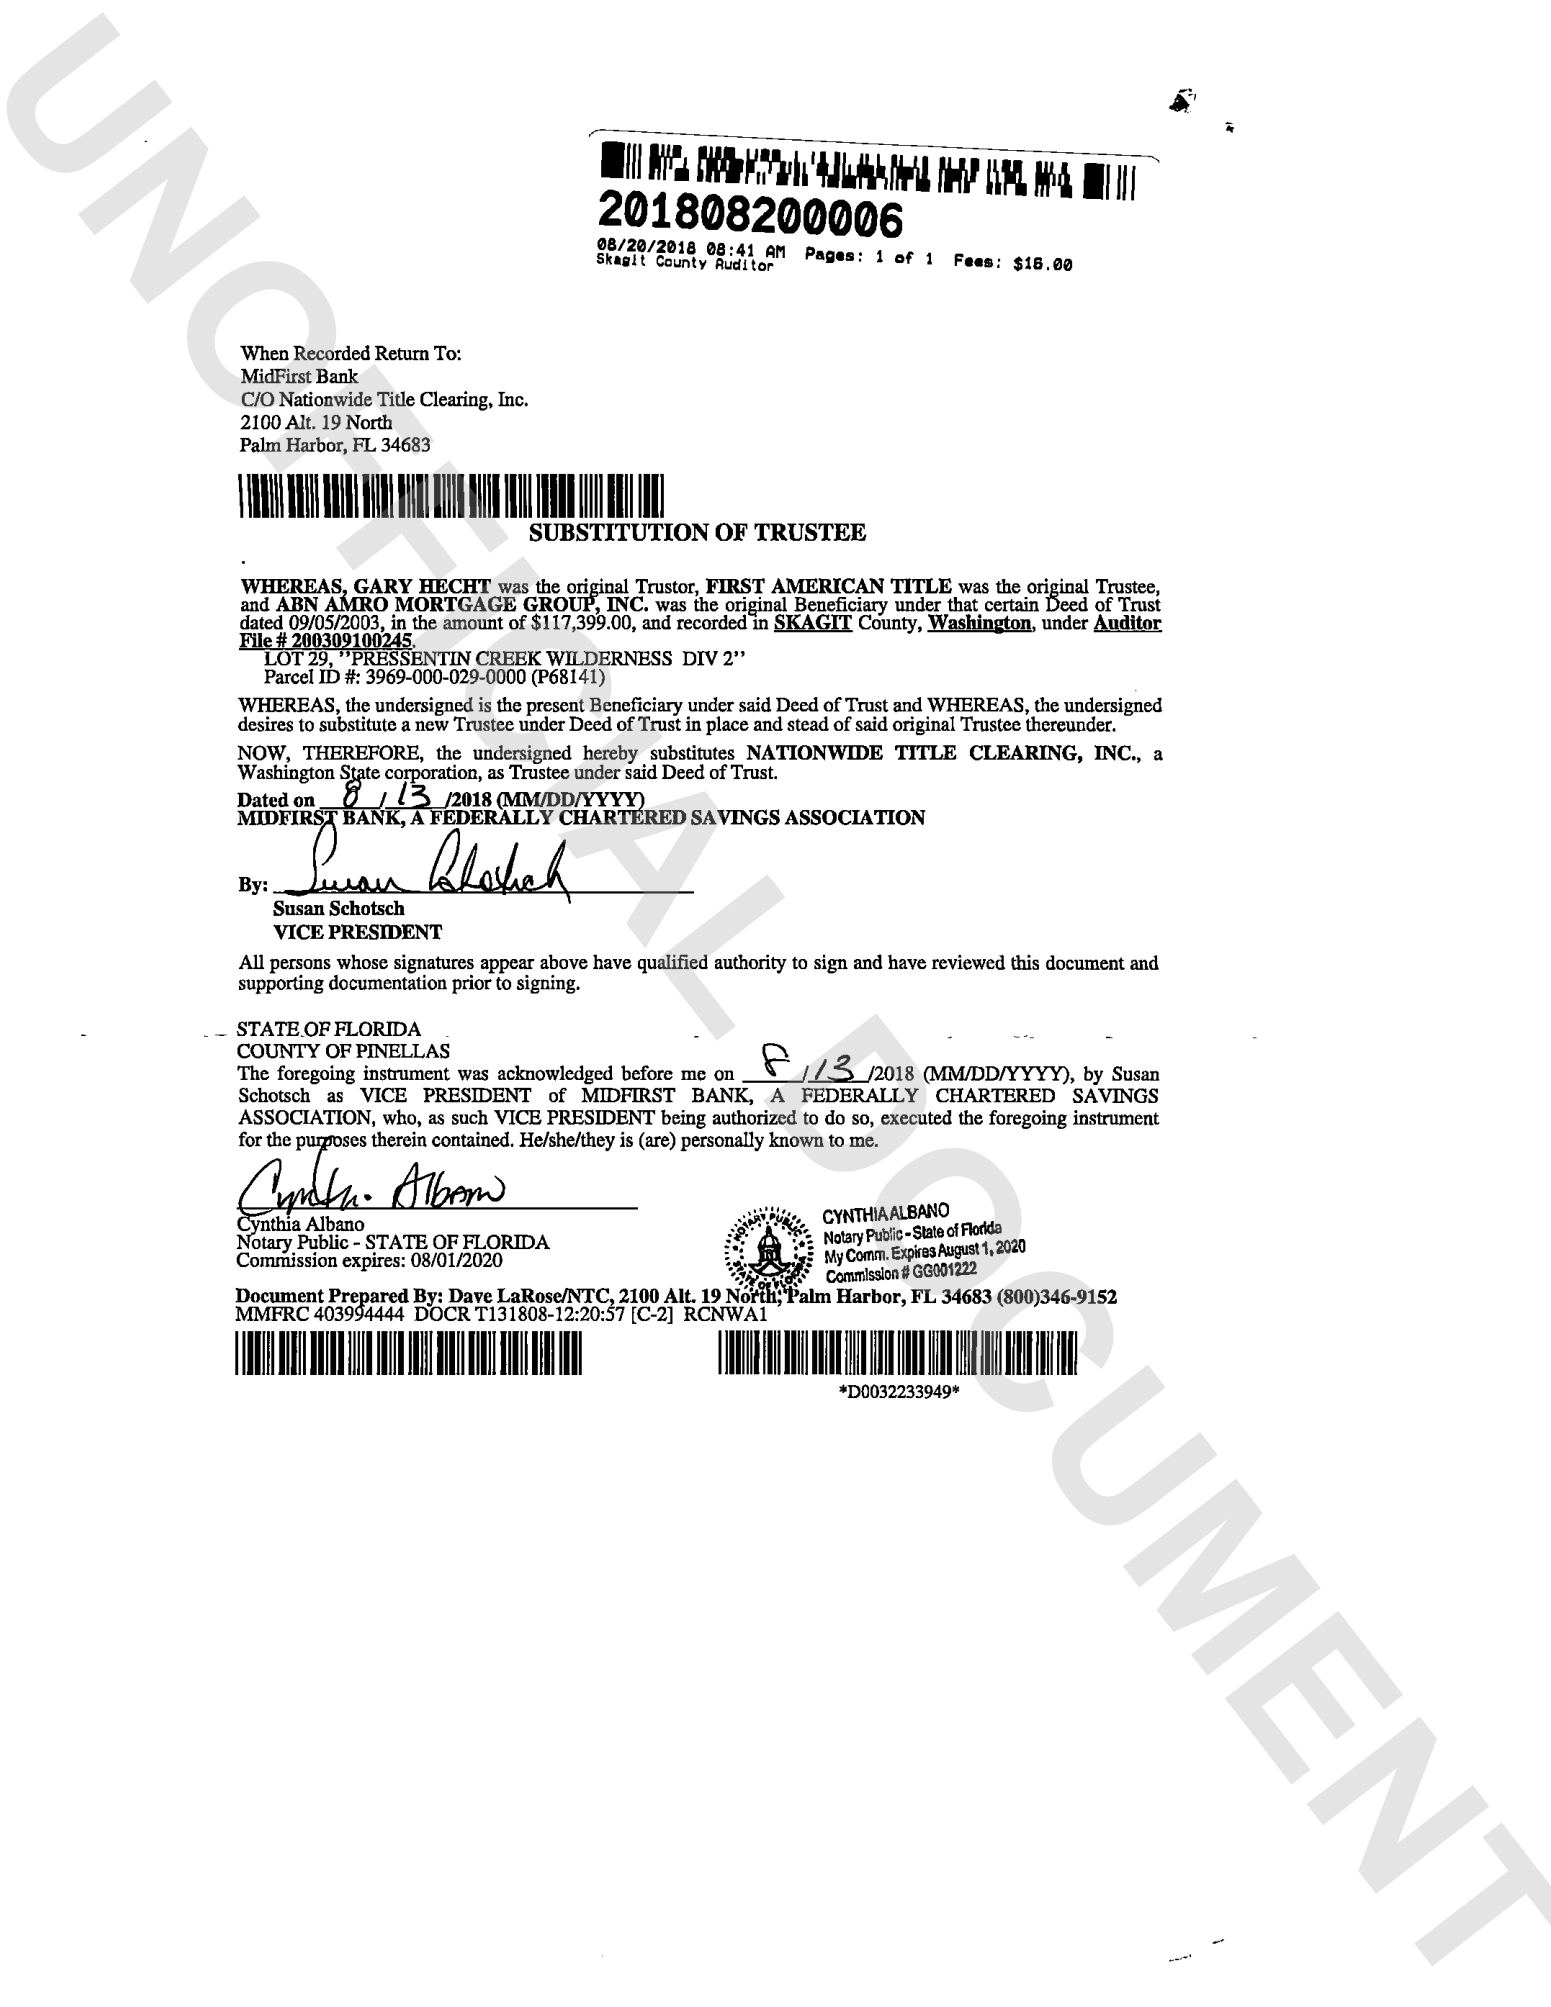 201808200006
08/20/2018 08:41 AM Pages: 1 of 1 Fees: $16.00
Skagit County Auditor
When Recorded Return To:
MidFirst Bank
C/O Nationwide Title Clearing, Inc.
2100 Alt. 19 North
Palm Harbor, FL 34683
SUBSTITUTION OF TRUSTEE
WHEREAS, GARY HECHT was the original Trustor, FIRST AMERICAN TITLE was the original Trustee,
and ABN AMRO MORTGAGE GROUP, INC. was the original Beneficiary under that certain Deed of Trust
dated 09/05/2003, in the amount of $117,399.00, and recorded in SKAGIT County, Washington, under Auditor
File # 200309100245.
LOT 29, "PRESSENTIN CREEK WILDERNESS DIV 2"
Parcel ID #: 3969-000-029-0000 (P68141)
WHEREAS, the undersigned is the present Beneficiary under said Deed of Trust and WHEREAS, the undersigned
desires to substitute a new Trustee under Deed of Trust in place and stead of said original Trustee thereunder.
NOW, THEREFORE, the undersigned hereby substitutes NATIONWIDE TITLE CLEARING, INC., a
Washington State corporation, as Trustee under said Deed of Trust.
Dated on 8 / 13 /2018 (MM/DD/YYYY)
MIDFIRST BANK, A FEDERALLY CHARTERED SAVINGS ASSOCIATION
By: Susan Schotsch
Susan Schotsch
VICE PRESIDENT
All persons whose signatures appear above have qualified authority to sign and have reviewed this document and
supporting documentation prior to signing.
STATE OF FLORIDA
COUNTY OF PINELLAS
The foregoing instrument was acknowledged before me on 8 / 13 /2018 (MM/DD/YYYY), by Susan
Schotsch as VICE PRESIDENT of MIDFIRST BANK, A FEDERALLY CHARTERED SAVINGS
ASSOCIATION, who, as such VICE PRESIDENT being authorized to do so, executed the foregoing instrument
for the purposes therein contained. He/she/they is (are) personally known to me.
Cynthia Albano
Cynthia Albano
Notary Public - STATE OF FLORIDA
Commission expires: 08/01/2020
NOTARY PUBLIC
STATE OF FLORIDA
CYNTHIA ALBANO
Notary Public - State of Florida
My Comm. Expires August 1, 2020
Commission # GG001222
Document Prepared By: Dave LaRose/NTC, 2100 Alt. 19 North, Palm Harbor, FL 34683 (800)346-9152
MMFRC 403994444 DOCR T131808-12:20:57 [C-2] RCNWA1
*D0032233949*
UNOFFICIAL DOCUMENT